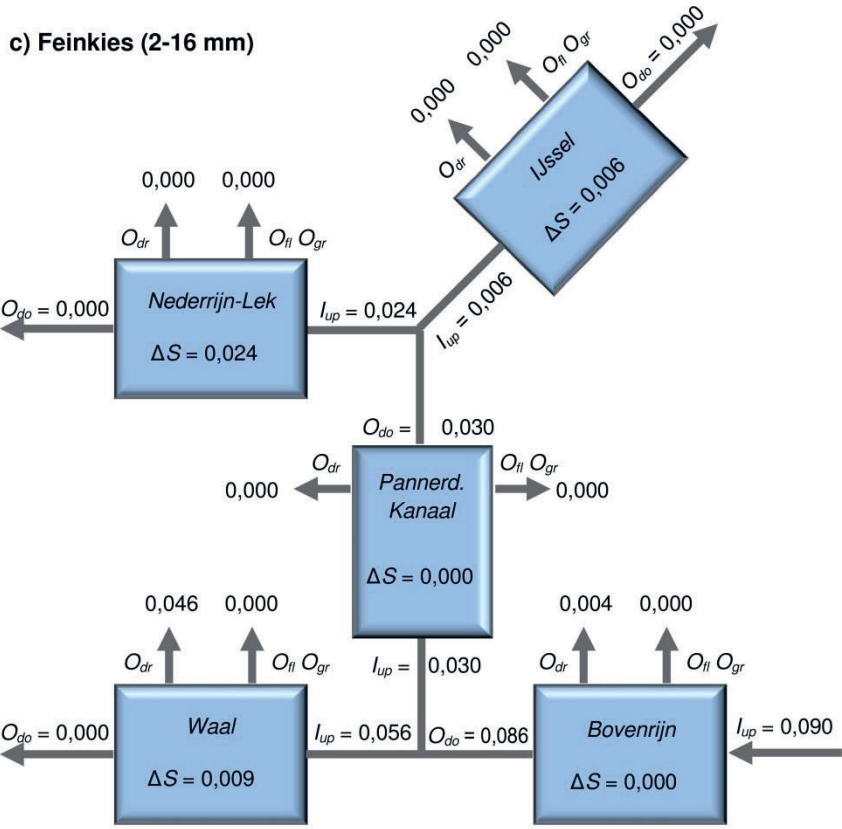 c) Feinkies (2-16 mm)
0,000
O_fl O_gr
O_do = 0,000
0,000
O_dr
IJssel
ΔS = 0,006
I_up = 0,006
0,000 0,000
O_dr O_fl O_gr
O_do = 0,000
Nederrijn-Lek
ΔS = 0,024
I_up = 0,024
O_do = 0,030
O_dr O_fl O_gr
0,000 0,000
Pannerd.
Kanaal
ΔS = 0,000
I_up = 0,030
0,046 0,000
O_dr O_fl O_gr
O_do = 0,000
Waal
ΔS = 0,009
I_up = 0,056
O_do = 0,086
0,004 0,000
O_dr O_fl O_gr
Bovenrijn
ΔS = 0,000
I_up = 0,090